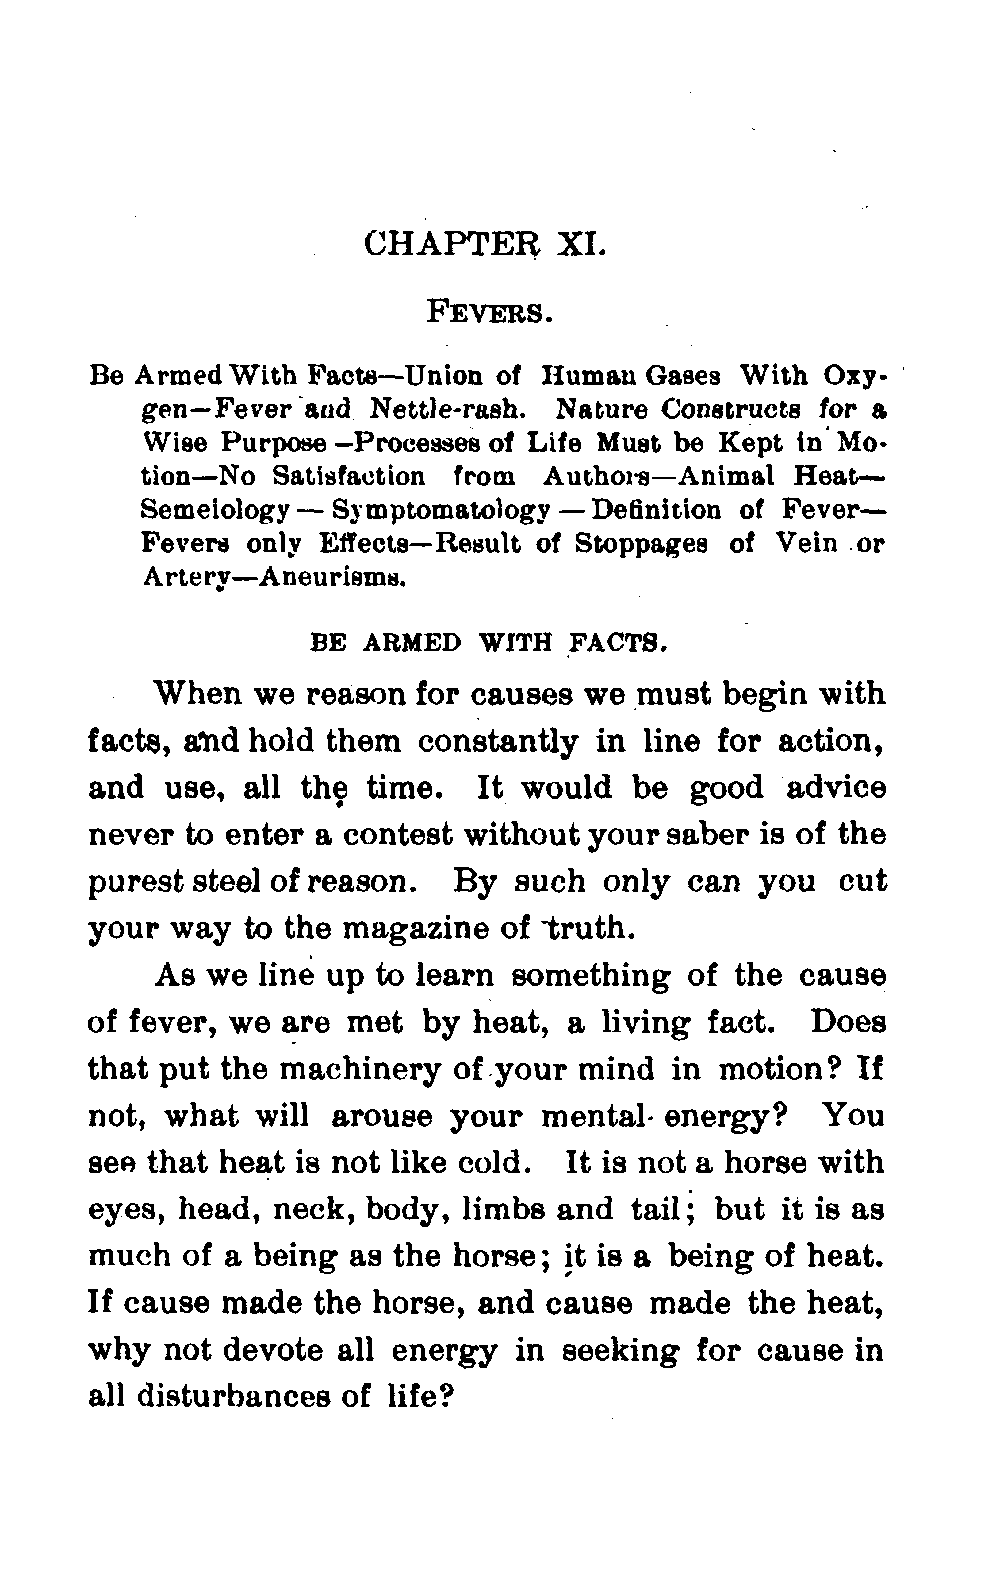 CHAPTER XI.
FEVERS.
Be Armed With Facts—Union of Human Gases With Oxy-
gen—Fever and Nettle-rash. Nature Constructs for a
Wise Purpose—Processes of Life Must be Kept in Mo-
tion—No Satisfaction from Authors—Animal Heat—
Semeiology — Symptomatology — Definition of Fever—
Fevers only Effects—Result of Stoppages of Vein or
Artery—Aneurisms.
BE ARMED WITH FACTS.
When we reason for causes we must begin with
facts, and hold them constantly in line for action,
and use, all the time. It would be good advice
never to enter a contest without your saber is of the
purest steel of reason. By such only can you cut
your way to the magazine of truth.
As we line up to learn something of the cause
of fever, we are met by heat, a living fact. Does
that put the machinery of your mind in motion? If
not, what will arouse your mental energy? You
see that heat is not like cold. It is not a horse with
eyes, head, neck, body, limbs and tail; but it is as
much of a being as the horse; it is a being of heat.
If cause made the horse, and cause made the heat,
why not devote all energy in seeking for cause in
all disturbances of life?